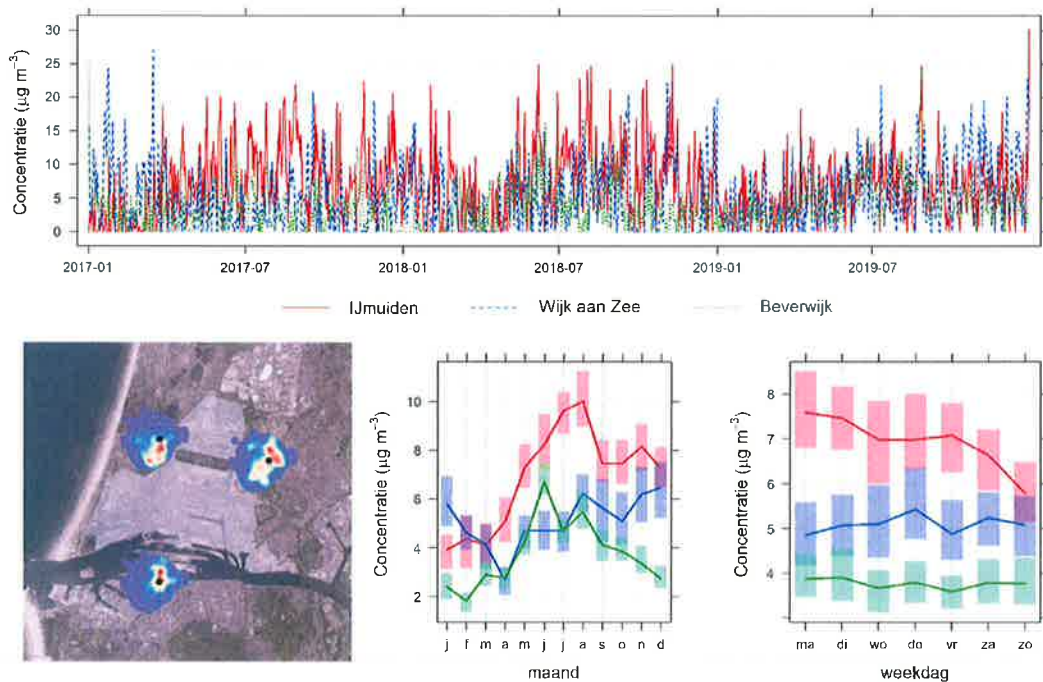 Concentratie (µg m⁻³)
30
25
20
15
10
5
0
2017-01 2017-07 2018-01 2018-07 2019-01 2019-07
IJmuiden Wijk aan Zee Beverwijk
Concentratie (µg m⁻³)
10
8
6
4
2
j f m a m j j a s o n d
maand
Concentratie (µg m⁻³)
8
7
6
5
4
ma di wo do vr za zo
weekdag